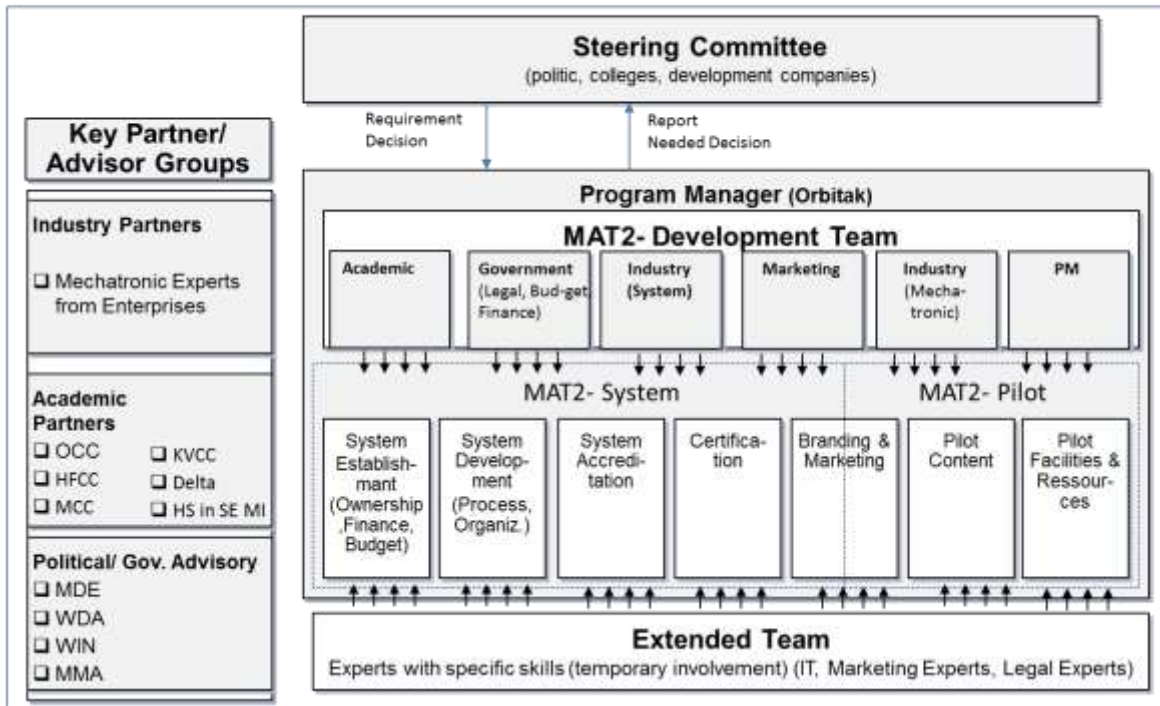 Steering Committee
(politic, colleges, development companies)
Requirement
Decision
Report
Needed Decision
Key Partner/
Advisor Groups
Industry Partners
❑ Mechatronic Experts
from Enterprises
Academic
Partners
❑ OCC
❑ HFCC
❑ MCC
❑ KVCC
❑ Delta
❑ HS in SE MI
Political/ Gov. Advisory
❑ MDE
❑ WDA
❑ WIN
❑ MMA
Program Manager (Orbitak)
MAT2- Development Team
Academic
Government
(Legal, Bud-get
Finance)
Industry
(System)
Marketing
Industry
(Mecha-
tronic)
PM
MAT2- System
MAT2- Pilot
System
Establish-
mant
(Ownership
,Finance,
Budget)
System
Develop-
ment
(Process,
Organiz.)
System
Accredi-
tation
Certifica-
tion
Branding &
Marketing
Pilot
Content
Pilot
Facilities &
Ressour-
ces
Extended Team
Experts with specific skills (temporary involvement) (IT, Marketing Experts, Legal Experts)